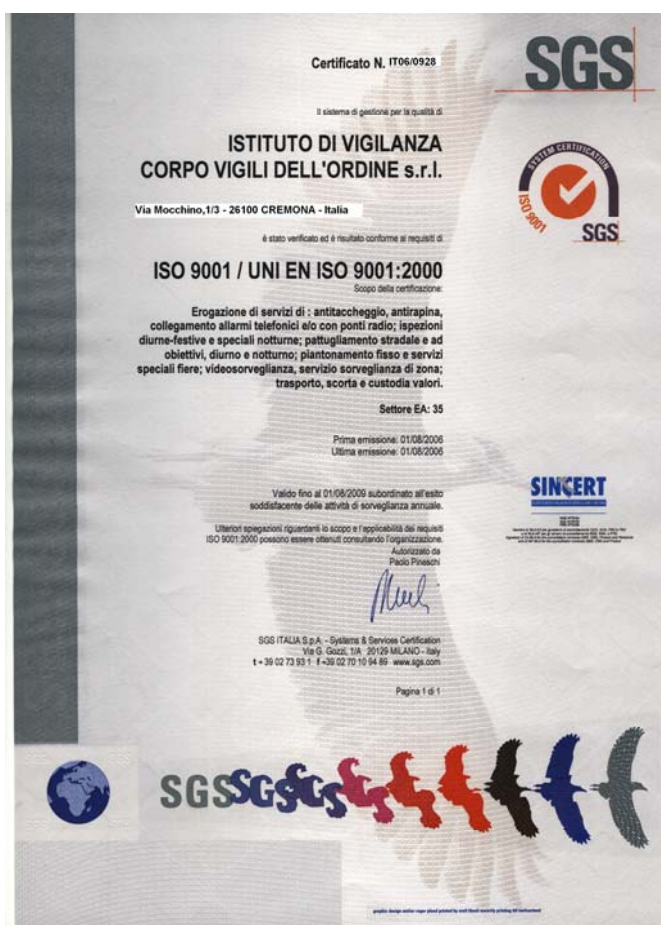 SGS
Certificato N. IT06/0928
Il sistema di gestione per la qualità di
ISTITUTO DI VIGILANZA
CORPO VIGILI DELL'ORDINE s.r.l.
Via Mocchino,1/3 - 26100 CREMONA - Italia
SYSTEM CERTIFICATION
ISO 9001
SGS
è stato verificato ed è risultato conforme ai requisiti di
ISO 9001 / UNI EN ISO 9001:2000
Scopo della certificazione:
Erogazione di servizi di : antitaccheggio, antirapina,
collegamento allarmi telefonici e/o con ponti radio; ispezioni
diurne-festive e speciali notturne; pattugliamento stradale e ad
obiettivi, diurno e notturno; piantonamento fisso e servizi
speciali fiere; videosorveglianza, servizio sorveglianza di zona;
trasporto, scorta e custodia valori.
Settore EA: 35
Prima emissione: 01/08/2006
Ultima emissione: 01/08/2006
SINCERT
Valido fino al 01/08/2009 subordinato all'esito
soddisfacente delle attività di sorveglianza annuale.
Ulteriori spiegazioni riguardanti lo scopo e l'applicabilità dei requisiti
ISO 9001:2000 possono essere ottenuti consultando l'organizzazione.
Autorizzato da
Paolo Pineschi
SGS ITALIA S.p.A. - Systems & Services Certification
Via G. Gozzi, 1/A 20129 MILANO - Italy
t +39 02 73 93 1 f +39 02 70 10 94 89 www.sgs.com
Pagina 1 di 1
SGSSGSSGS